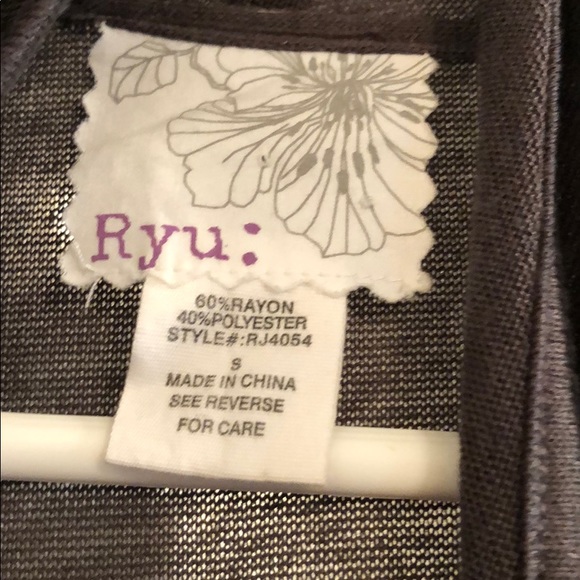 Ryu:
60%RAYON
40%POLYESTER
STYLE#:RJ4054
S
MADE IN CHINA
SEE REVERSE
FOR CARE